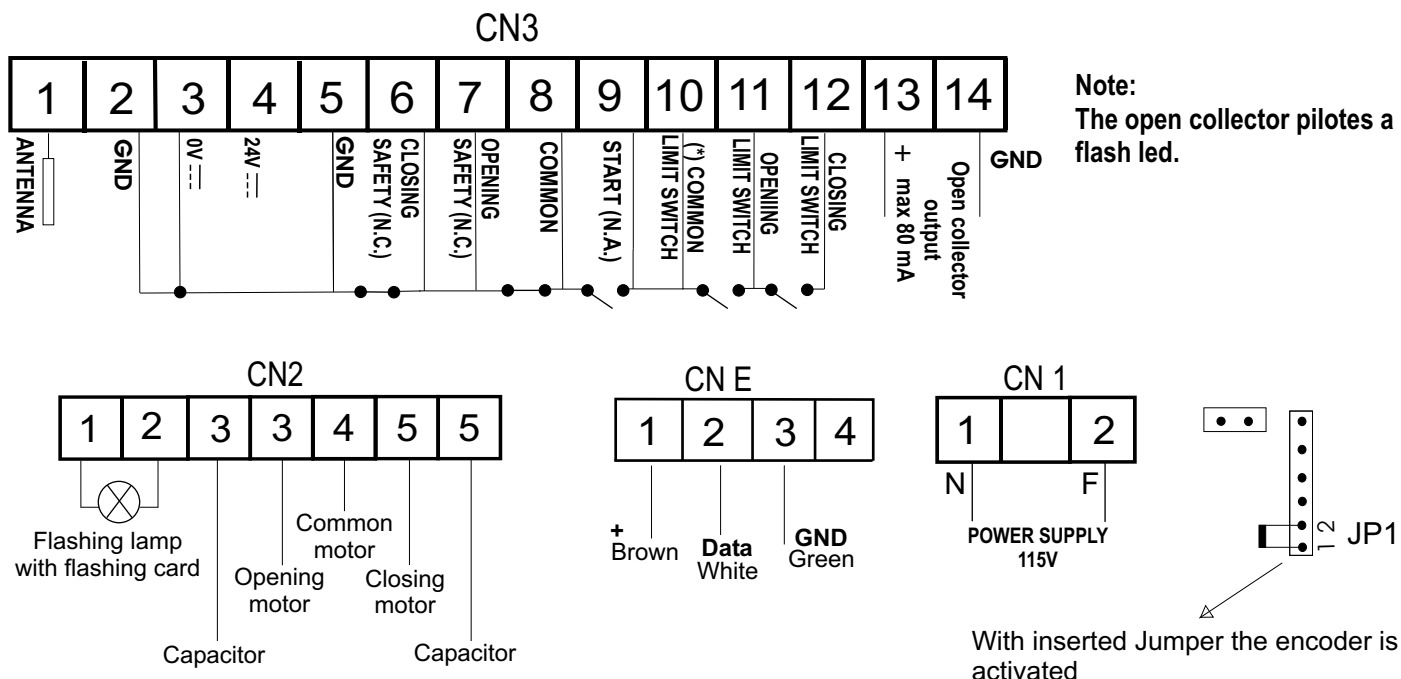 CN3
1 2 3 4 5 6 7 8 9 10 11 12 13 14
ANTENNA
GND
0V
24V
GND
CLOSING
SAFETY (N.C.)
OPENING
SAFETY (N.C.)
COMMON
START (N.A.)
(*) COMMON
LIMIT SWITCH
OPENIING
LIMIT SWITCH
CLOSING
LIMIT SWITCH
+ max 80 mA
Open collector
output
GND
Note:
The open collector pilotes a
flash led.
CN2
1 2 3 3 4 5 5
Flashing lamp
with flashing card
Capacitor
Opening
motor
Common
motor
Closing
motor
Capacitor
CN E
1 2 3 4
+
Brown
Data
White
GND
Green
CN 1
1 2
N F
POWER SUPPLY
115V
1 2
JP1
With inserted Jumper the encoder is
activated